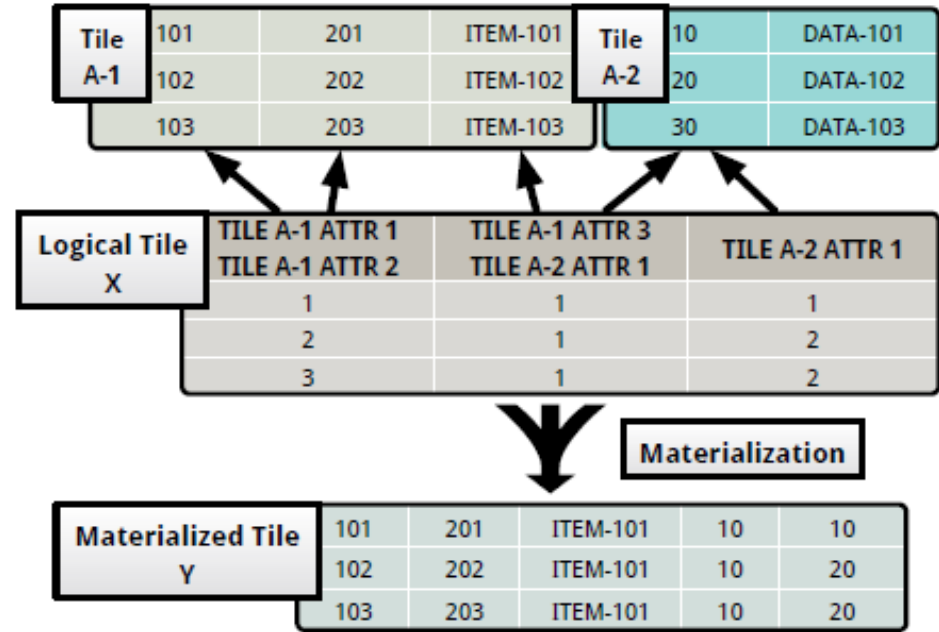 Tile A-1
101 201 ITEM-101
102 202 ITEM-102
103 203 ITEM-103
Tile A-2
10 DATA-101
20 DATA-102
30 DATA-103
Logical Tile X
TILE A-1 ATTR 1 TILE A-1 ATTR 2
TILE A-1 ATTR 3 TILE A-2 ATTR 1
TILE A-2 ATTR 1
1 1 1
2 1 2
3 1 2
Materialization
Materialized Tile Y
101 201 ITEM-101 10 10
102 202 ITEM-101 10 20
103 203 ITEM-101 10 20